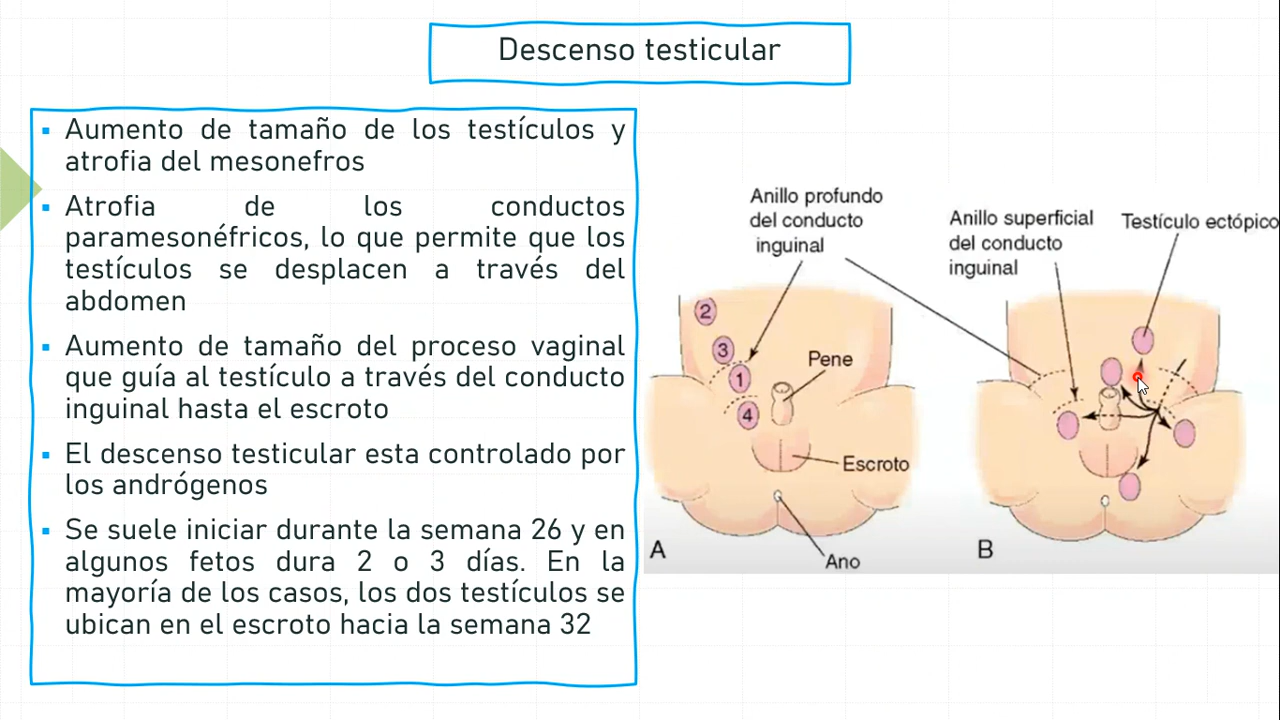 Descenso testicular
Aumento de tamaño de los testículos y
atrofia del mesonefros
Atrofia de los conductos
paramesonéfricos, lo que permite que los
testículos se desplacen a través del
abdomen
Aumento de tamaño del proceso vaginal
que guía al testículo a través del conducto
inguinal hasta el escroto
El descenso testicular esta controlado por
los andrógenos
Se suele iniciar durante la semana 26 y en
algunos fetos dura 2 o 3 días. En la
mayoría de los casos, los dos testículos se
ubican en el escroto hacia la semana 32
Anillo profundo
del conducto
inguinal
Anillo superficial
del conducto
inguinal
Testículo ectópico
2
3
1
4
Pene
Escroto
Ano
A
B